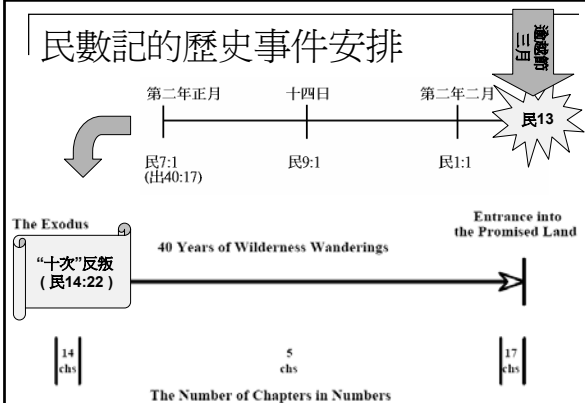 民數記的歷史事件安排
逾越節
三月
第二年正月
十四日
第二年二月
民13
民7:1
(出40:17)
民9:1
民1:1
The Exodus
Entrance into
the Promised Land
“十次”反叛
( 民14:22 )
40 Years of Wilderness Wanderings
14
chs
5
chs
17
chs
The Number of Chapters in Numbers